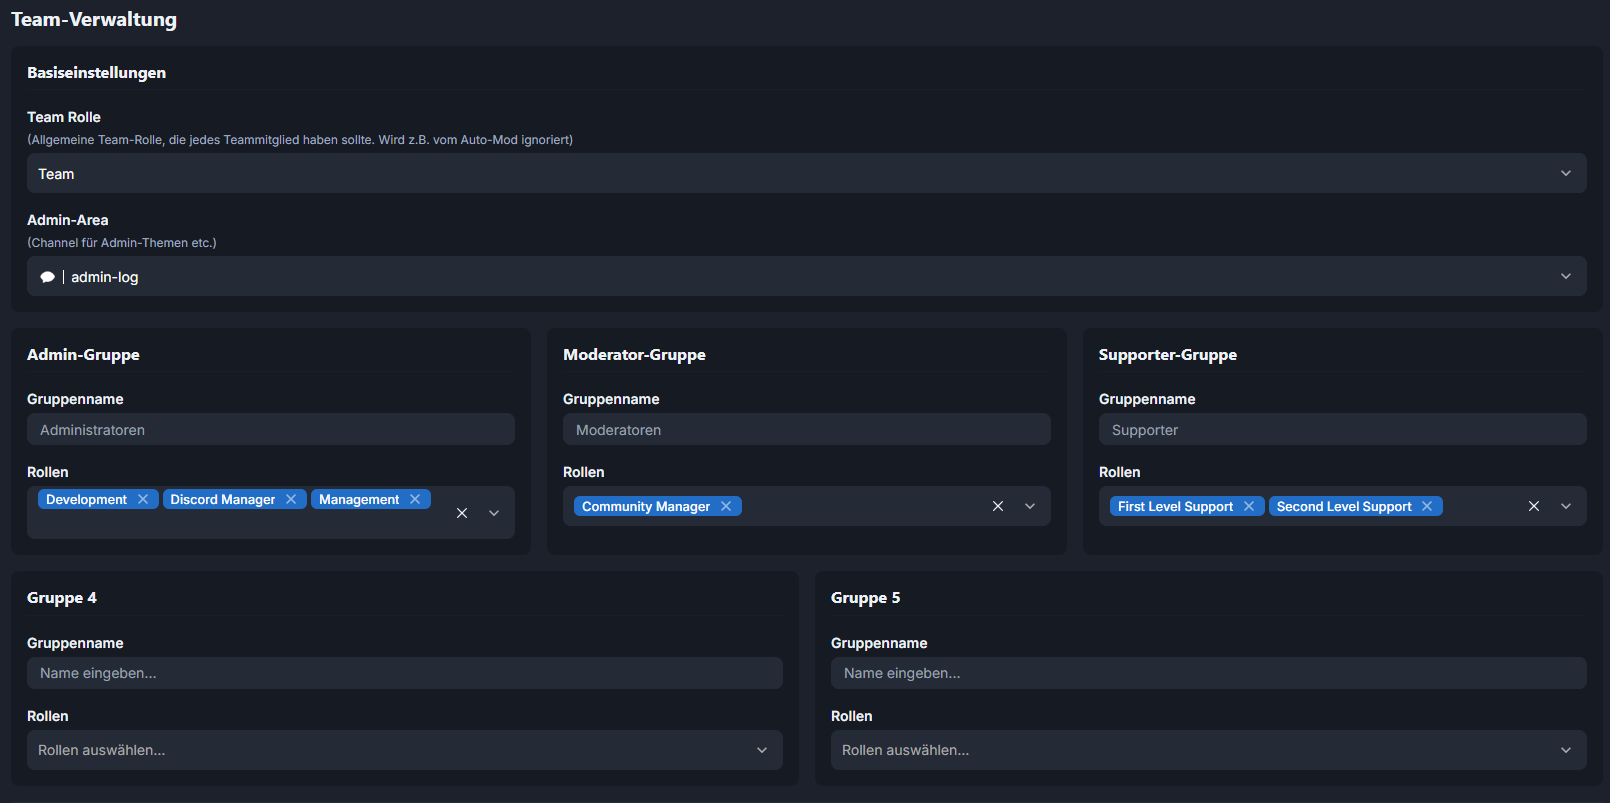 Team-Verwaltung
Basiseinstellungen
Team Rolle
(Allgemeine Team-Rolle, die jedes Teammitglied haben sollte. Wird z.B. vom Auto-Mod ignoriert)
Team
Admin-Area
(Channel für Admin-Themen etc.)
| admin-log
Admin-Gruppe
Gruppenname
Administratoren
Rollen
Development Discord Manager Management
Moderator-Gruppe
Gruppenname
Moderatoren
Rollen
Community Manager
Supporter-Gruppe
Gruppenname
Supporter
Rollen
First Level Support Second Level Support
Gruppe 4
Gruppenname
Name eingeben...
Rollen
Rollen auswählen...
Gruppe 5
Gruppenname
Name eingeben...
Rollen
Rollen auswählen...